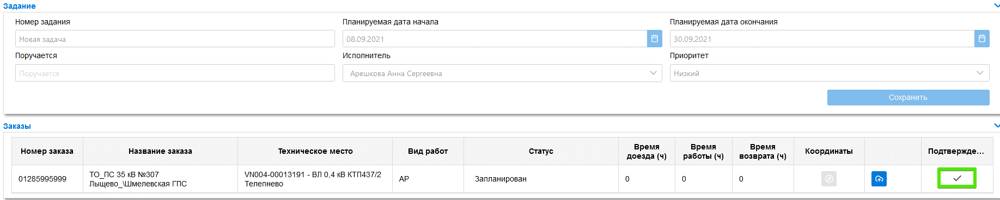 Задание
Номер задания
Планируемая дата начала
Планируемая дата окончания
Новая задача
08.09.2021
30.09.2021
Поручается
Исполнитель
Приоритет
Поручается
Арешкова Анна Сергеевна
Низкий
Сохранить
Заказы
Номер заказа
Название заказа
Техническое место
Вид работ
Статус
Время
доезда (ч)
Время
работы (ч)
Время
возврата (ч)
Координаты
Подтвержде...
01285995999
ТО_ПС 35 кВ №307
Лыщево_\Шмелевская ГПС
VN004-00013191 - ВЛ 0,4 кВ КТП437/2
Телепнево
АР
Запланирован
0
0
0